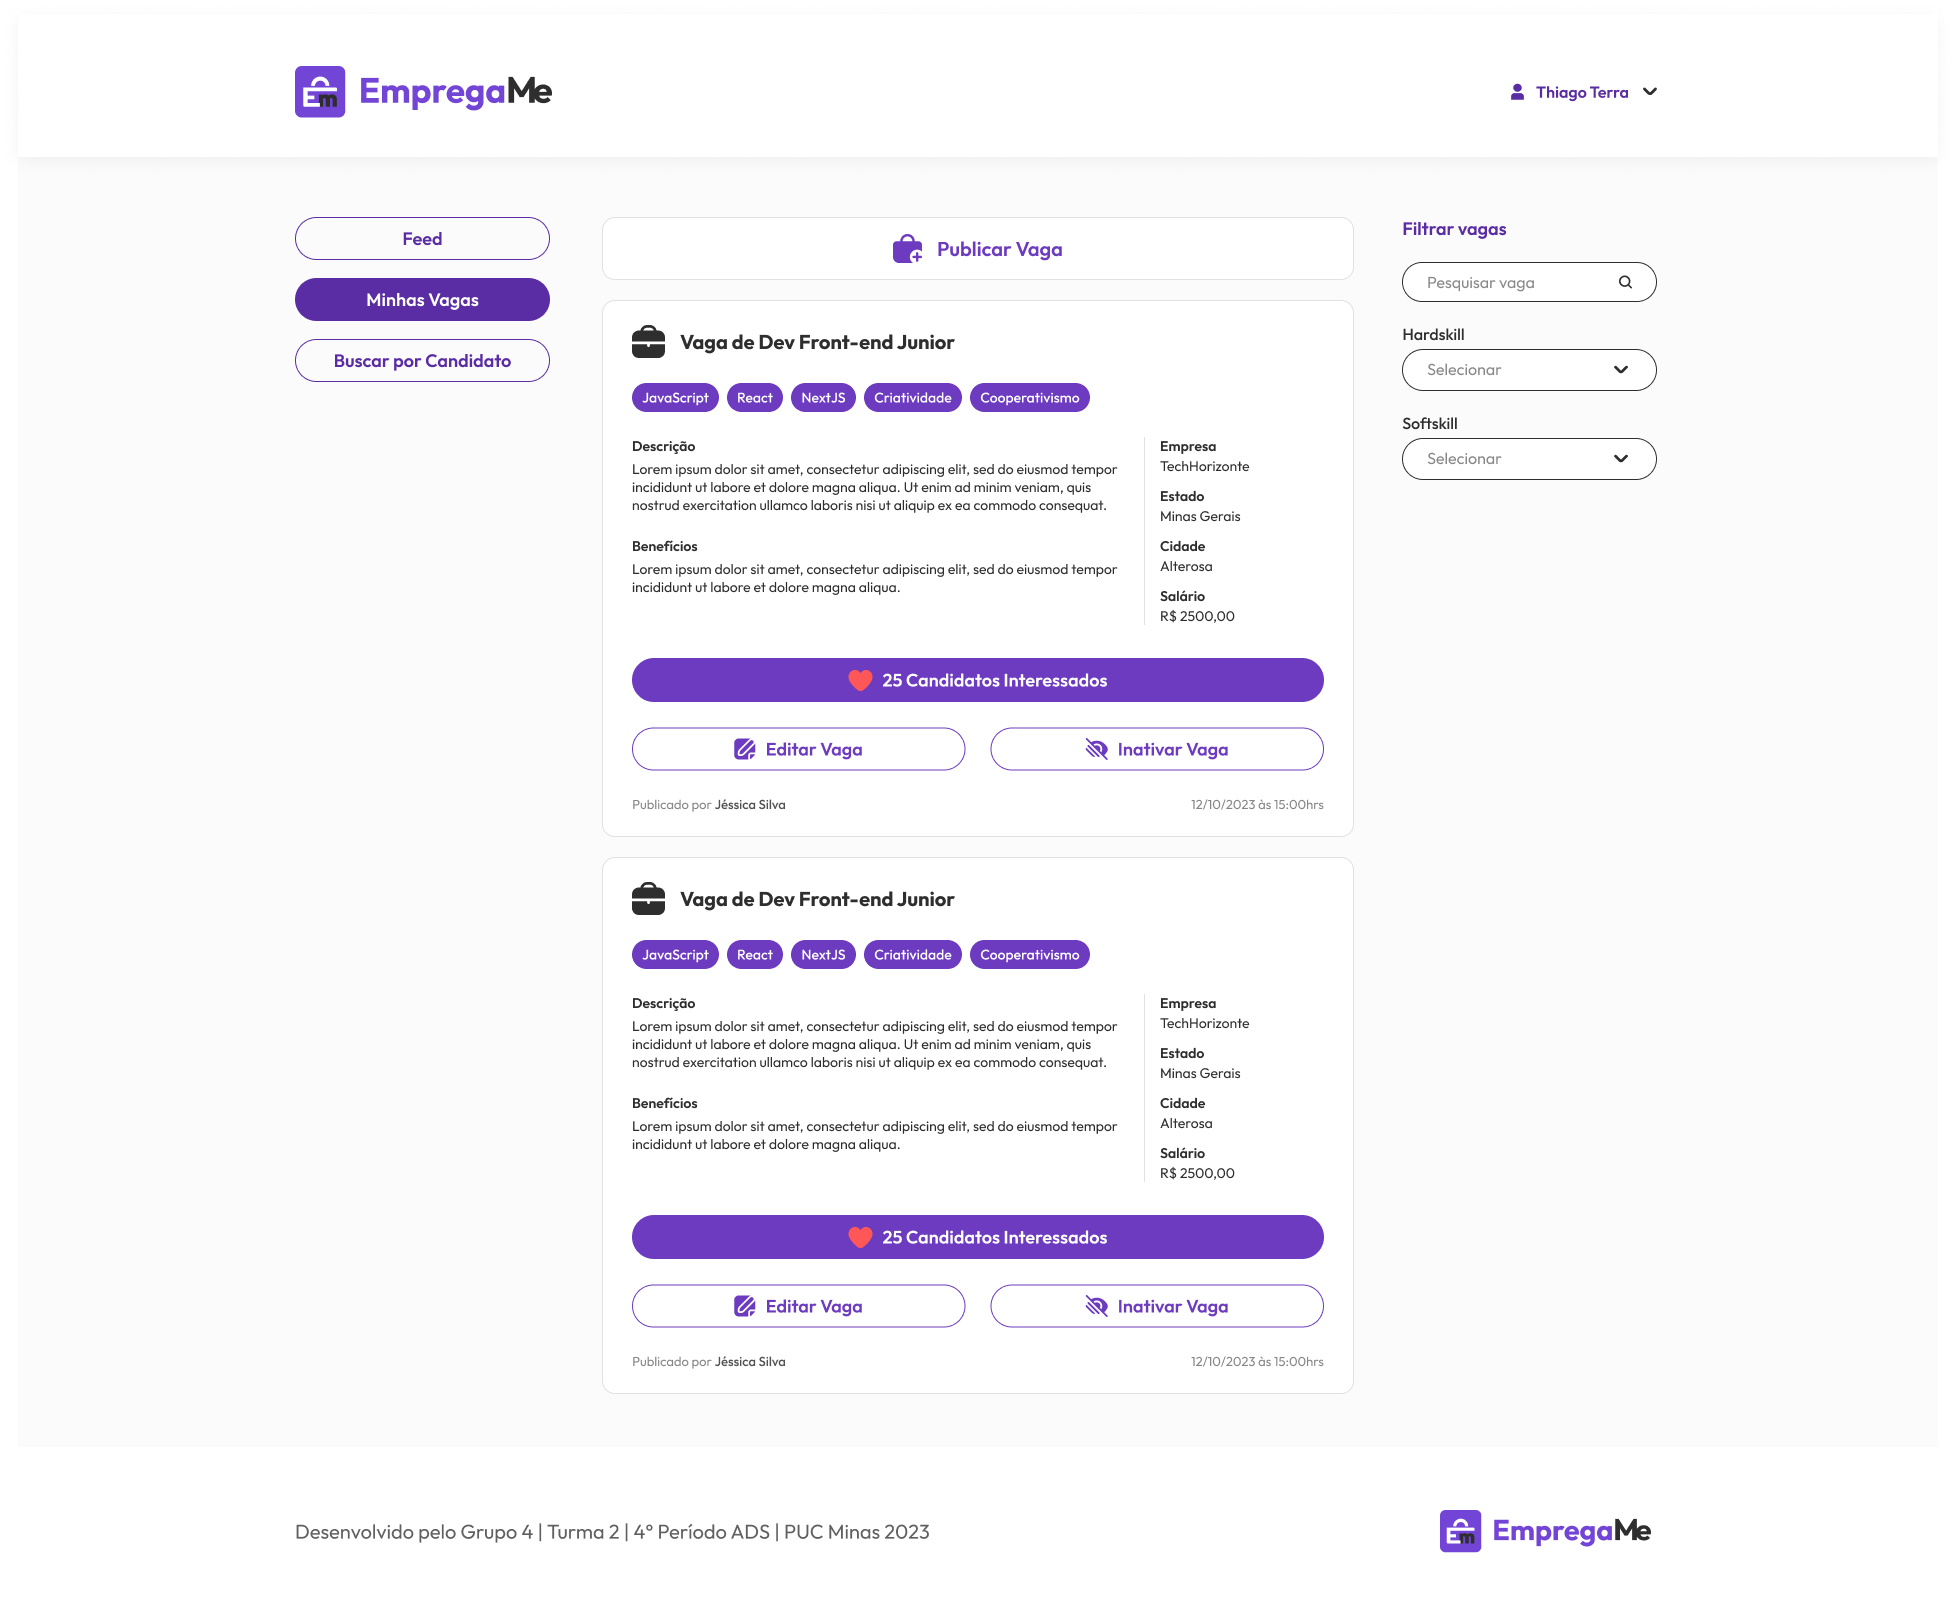 Em EmpregaMe
Thiago Terra
Feed
Minhas Vagas
Buscar por Candidato
Publicar Vaga
Vaga de Dev Front-end Junior
JavaScript React NextJS Criatividade Cooperativismo
Descrição
Lorem ipsum dolor sit amet, consectetur adipiscing elit, sed do eiusmod tempor
incididunt ut labore et dolore magna aliqua. Ut enim ad minim veniam, quis
nostrud exercitation ullamco laboris nisi ut aliquip ex ea commodo consequat.
Benefícios
Lorem ipsum dolor sit amet, consectetur adipiscing elit, sed do eiusmod tempor
incididunt ut labore et dolore magna aliqua.
Empresa
TechHorizonte
Estado
Minas Gerais
Cidade
Alterosa
Salário
R$ 2500,00
25 Candidatos Interessados
Editar Vaga
Inativar Vaga
Publicado por Jéssica Silva
12/10/2023 às 15:00hrs
Vaga de Dev Front-end Junior
JavaScript React NextJS Criatividade Cooperativismo
Descrição
Lorem ipsum dolor sit amet, consectetur adipiscing elit, sed do eiusmod tempor
incididunt ut labore et dolore magna aliqua. Ut enim ad minim veniam, quis
nostrud exercitation ullamco laboris nisi ut aliquip ex ea commodo consequat.
Benefícios
Lorem ipsum dolor sit amet, consectetur adipiscing elit, sed do eiusmod tempor
incididunt ut labore et dolore magna aliqua.
Empresa
TechHorizonte
Estado
Minas Gerais
Cidade
Alterosa
Salário
R$ 2500,00
25 Candidatos Interessados
Editar Vaga
Inativar Vaga
Publicado por Jéssica Silva
12/10/2023 às 15:00hrs
Filtrar vagas
Pesquisar vaga
Hardskill
Selecionar
Softskill
Selecionar
Desenvolvido pelo Grupo 4 | Turma 2 | 4° Período ADS | PUC Minas 2023
Em EmpregaMe